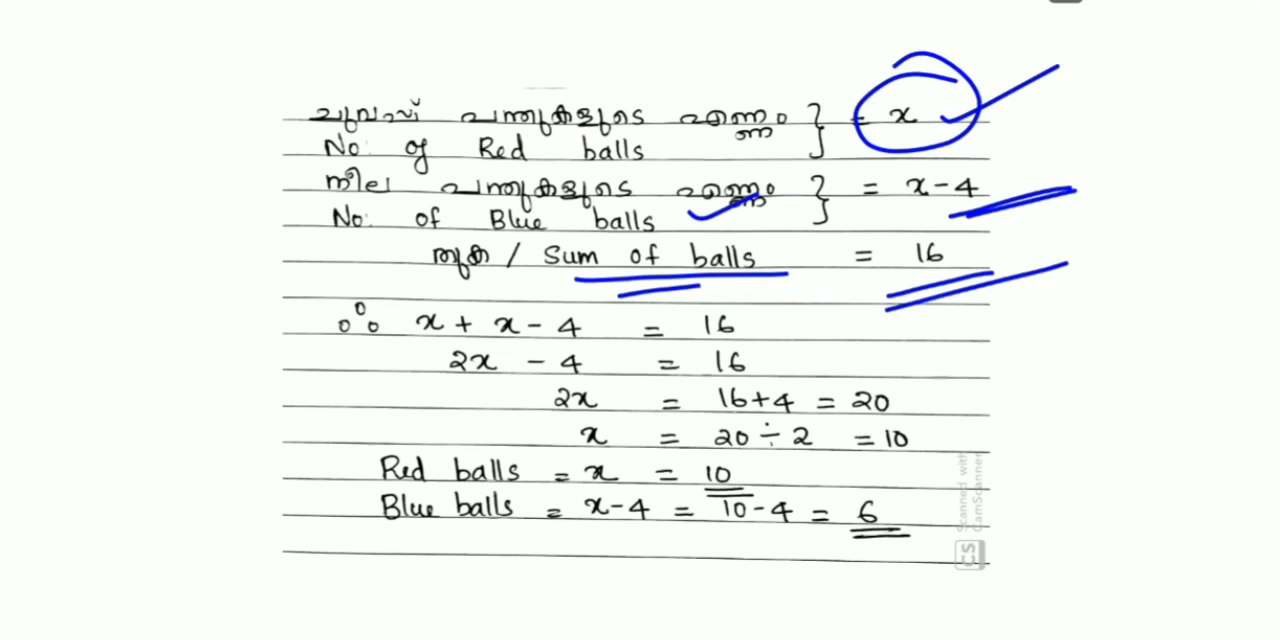 ചുവപ്പ് പന്തുകളുടെ എണ്ണം } = x
No: of Red balls
നീല പന്തുകളുടെ എണ്ണം } = x-4
No: of Blue balls
തുക / Sum of balls = 16
∴ x + x - 4 = 16
2x - 4 = 16
2x = 16+4 = 20
x = 20 ÷ 2 = 10
Red balls = x = 10
Blue balls = x-4 = 10-4 = 6
CS Scanned with CamScanner